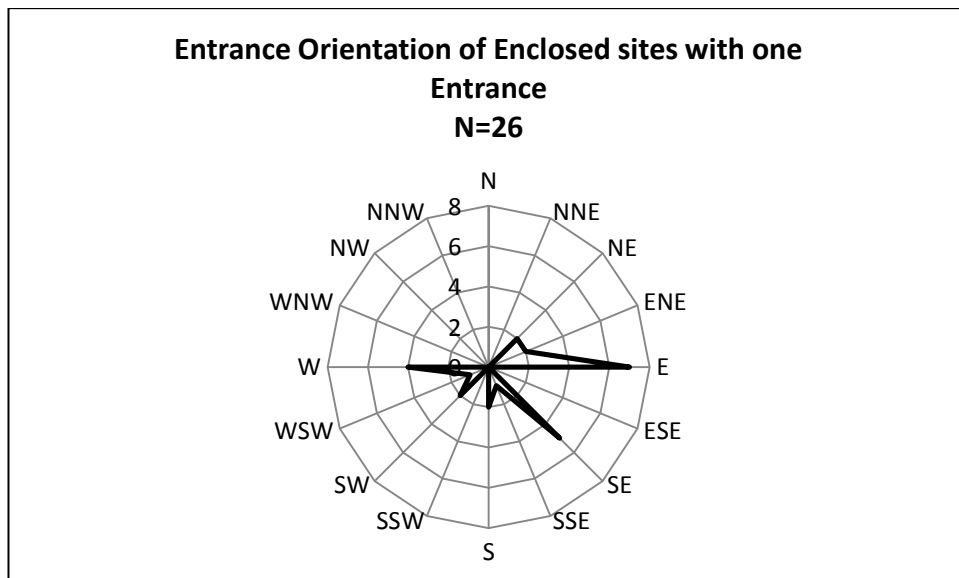 Entrance Orientation of Enclosed sites with one
Entrance
N=26
N
NNW 8 NNE
NW 6 NE
WNW 4 ENE
2
W 0 E
WSW ESE
SW SE
SSW SSE
S